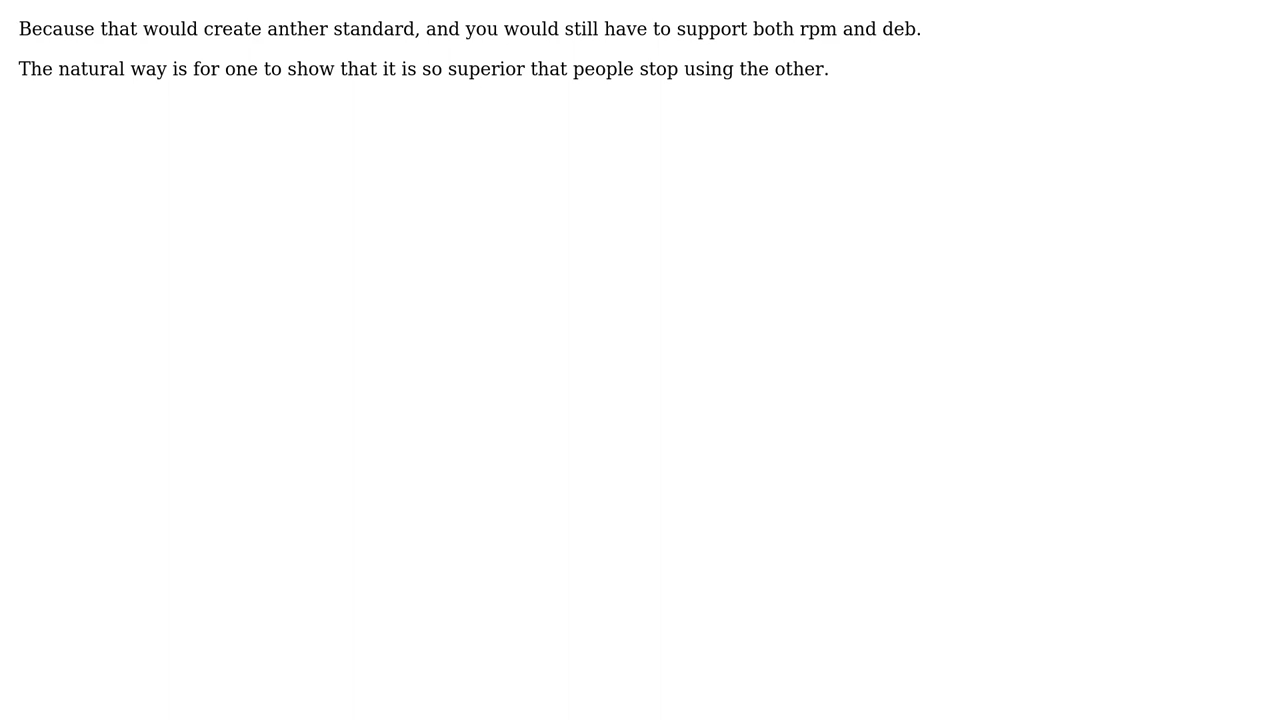 Because that would create anther standard, and you would still have to support both rpm and deb.
The natural way is for one to show that it is so superior that people stop using the other.